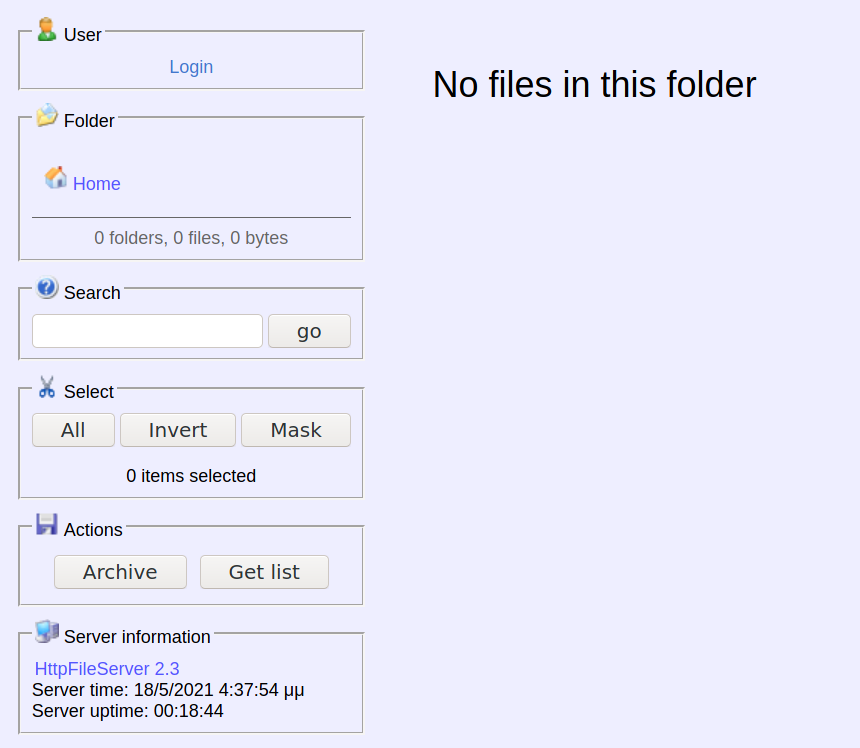 User
Login
No files in this folder
Folder
Home
0 folders, 0 files, 0 bytes
Search
go
Select
All Invert Mask
0 items selected
Actions
Archive Get list
Server information
HttpFileServer 2.3
Server time: 18/5/2021 4:37:54 μμ
Server uptime: 00:18:44